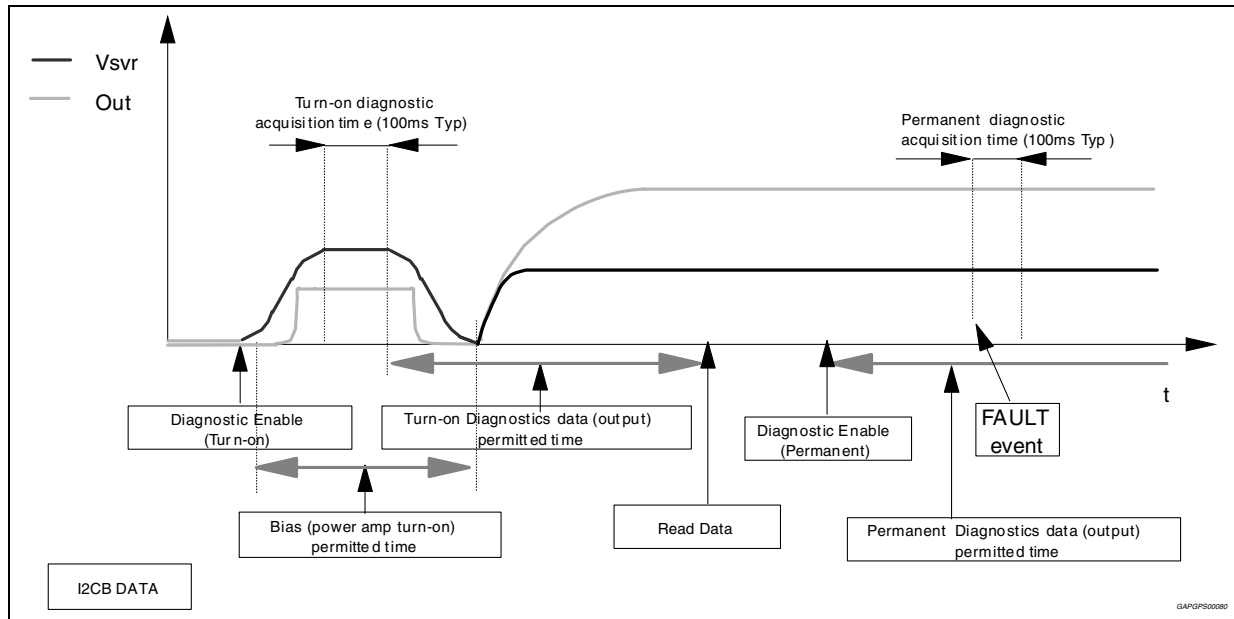 Vsvr
Out
Turn-on diagnostic
acquisition time (100ms Typ)
Permanent diagnostic
acquisition time (100ms Typ )
t
Diagnostic Enable
(Turn-on)
Turn-on Diagnostics data (output)
permitted time
Diagnostic Enable
(Permanent)
FAULT
event
Bias (power amp turn-on)
permitted time
Read Data
Permanent Diagnostics data (output)
permitted time
I2CB DATA
GAPGPS00080